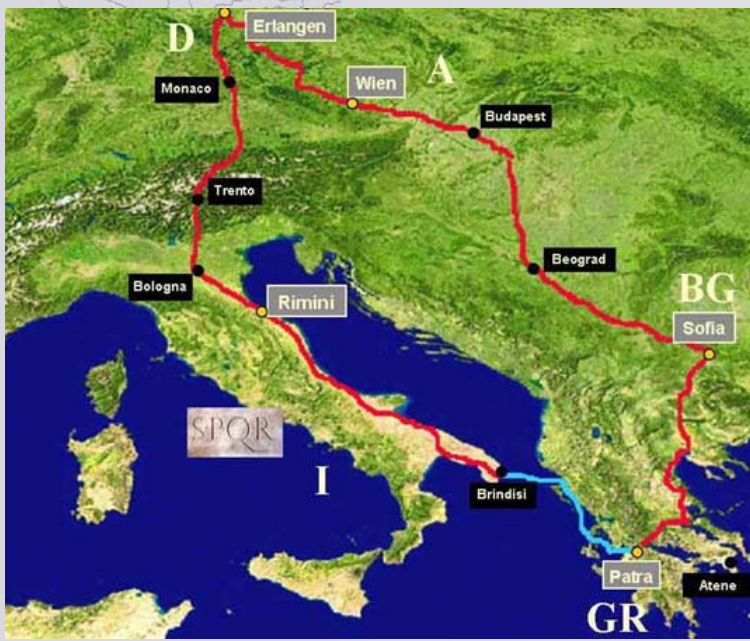 D
Erlangen
Monaco
Wien
A
Budapest
Trento
Bologna
Rimini
Beograd
BG
Sofia
SPQR
I
Brindisi
Patra
Atene
GR